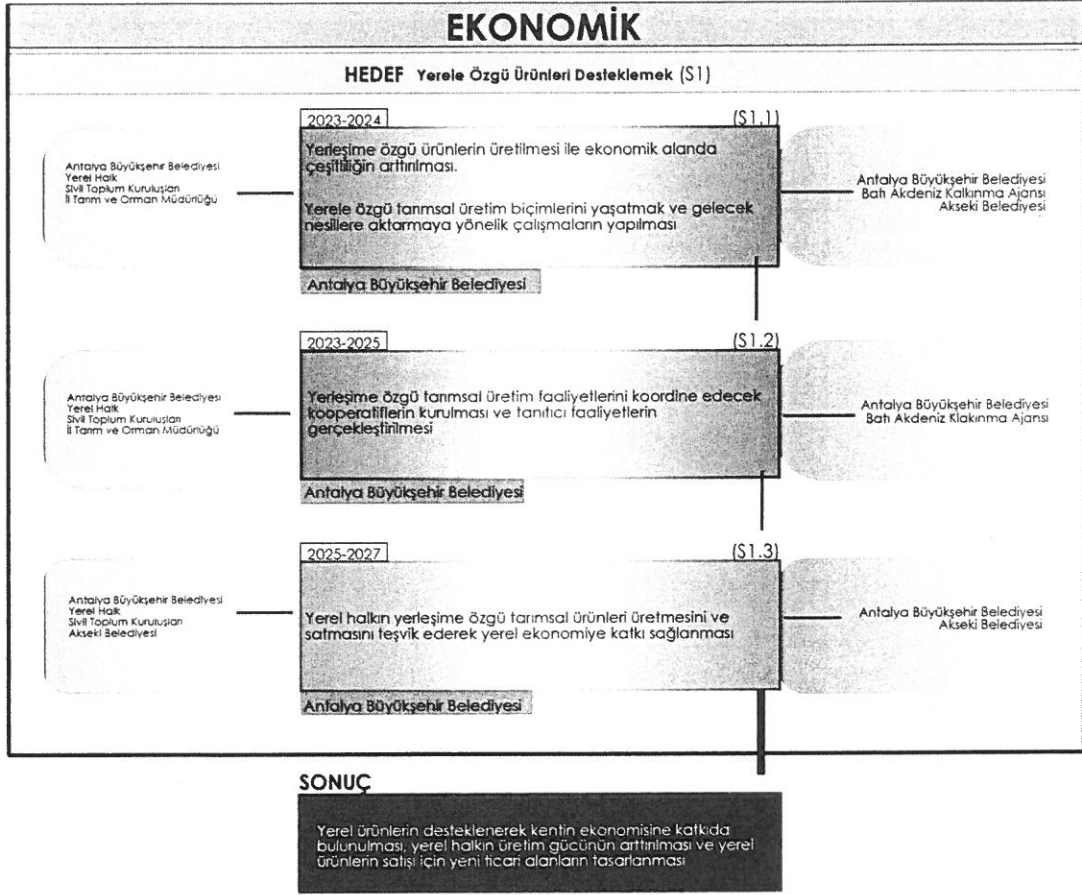 EKONOMİK
HEDEF Yerele Özgü Ürünleri Desteklemek (S1)
2023-2024
(S1.1)
Antalya Büyükşehir Belediyesi
Yerel Halk
Sivil Toplum Kuruluşları
İl Tarım ve Orman Müdürlüğü
Yerleşime özgü ürünlerin üretilmesi ile ekonomik alanda
çeşitliliğin arttırılması.
Yerele özgü tarımsal üretim biçimlerini yaşatmak ve gelecek
nesillere aktarmaya yönelik çalışmaların yapılması
Antalya Büyükşehir Belediyesi
Batı Akdeniz Kalkınma Ajansı
Akseki Belediyesi
Antalya Büyükşehir Belediyesi
2023-2025
(S1.2)
Antalya Büyükşehir Belediyesi
Yerel Halk
Sivil Toplum Kuruluşları
İl Tarım ve Orman Müdürlüğü
Yerleşime özgü tarımsal üretim faaliyetlerini koordine edecek
kooperatiflerin kurulması ve tanıtıcı faaliyetlerin
gerçekleştirilmesi
Antalya Büyükşehir Belediyesi
Batı Akdeniz Klakınma Ajansı
Antalya Büyükşehir Belediyesi
2025-2027
(S1.3)
Antalya Büyükşehir Belediyesi
Yerel Halk
Sivil Toplum Kuruluşları
Akseki Belediyesi
Yerel halkın yerleşime özgü tarımsal ürünleri üretmesini ve
satmasını teşvik ederek yerel ekonomiye katkı sağlanması
Antalya Büyükşehir Belediyesi
Akseki Belediyesi
Antalya Büyükşehir Belediyesi
SONUÇ
Yerel ürünlerin desteklenerek kentin ekonomisine katkıda
bulunulması, yerel halkın üretim gücünün arttırılması ve yerel
ürünlerin satışı için yeni ticari alanların tasarlanması